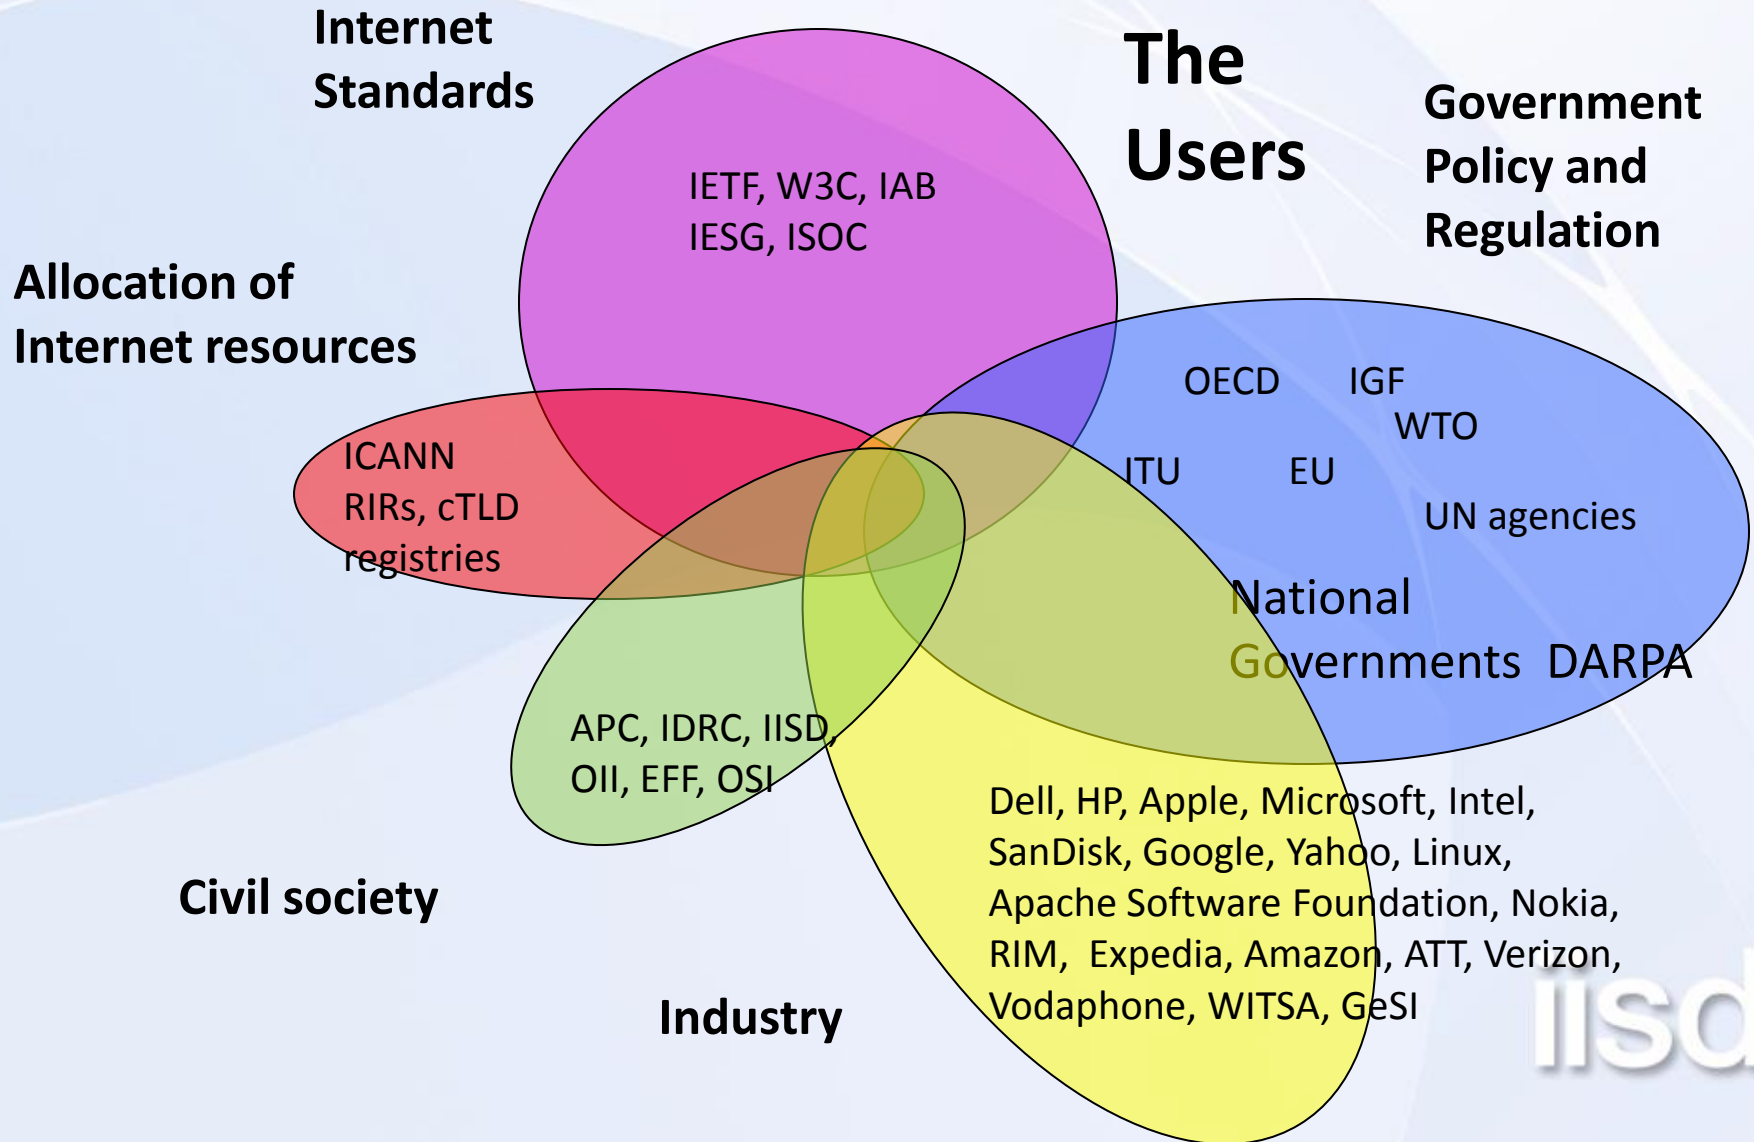 Internet
Standards
The
Users
Government
Policy and
Regulation
IETF, W3C, IAB
IESG, ISOC
Allocation of
Internet resources
OECD IGF
WTO
ITU EU
UN agencies
ICANN
RIRs, cTLD
registries
National
Governments DARPA
APC, IDRC, IISD,
OII, EFF, OSI
Dell, HP, Apple, Microsoft, Intel,
SanDisk, Google, Yahoo, Linux,
Apache Software Foundation, Nokia,
RIM, Expedia, Amazon, ATT, Verizon,
Vodaphone, WITSA, GeSI
Civil society
Industry
iisd